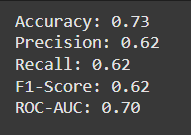 Accuracy: 0.73
Precision: 0.62
Recall: 0.62
F1-Score: 0.62
ROC-AUC: 0.70